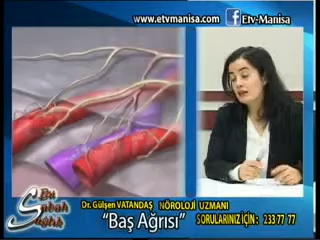 www.etvmanisa.com f Etv-Manisa
Bu
Sabah
Sağlık
Dr. Gülşen VATANDAŞ NÖROLOJİ UZMANI
"Baş Ağrısı" SORULARINIZ İÇİN : 233 77 77